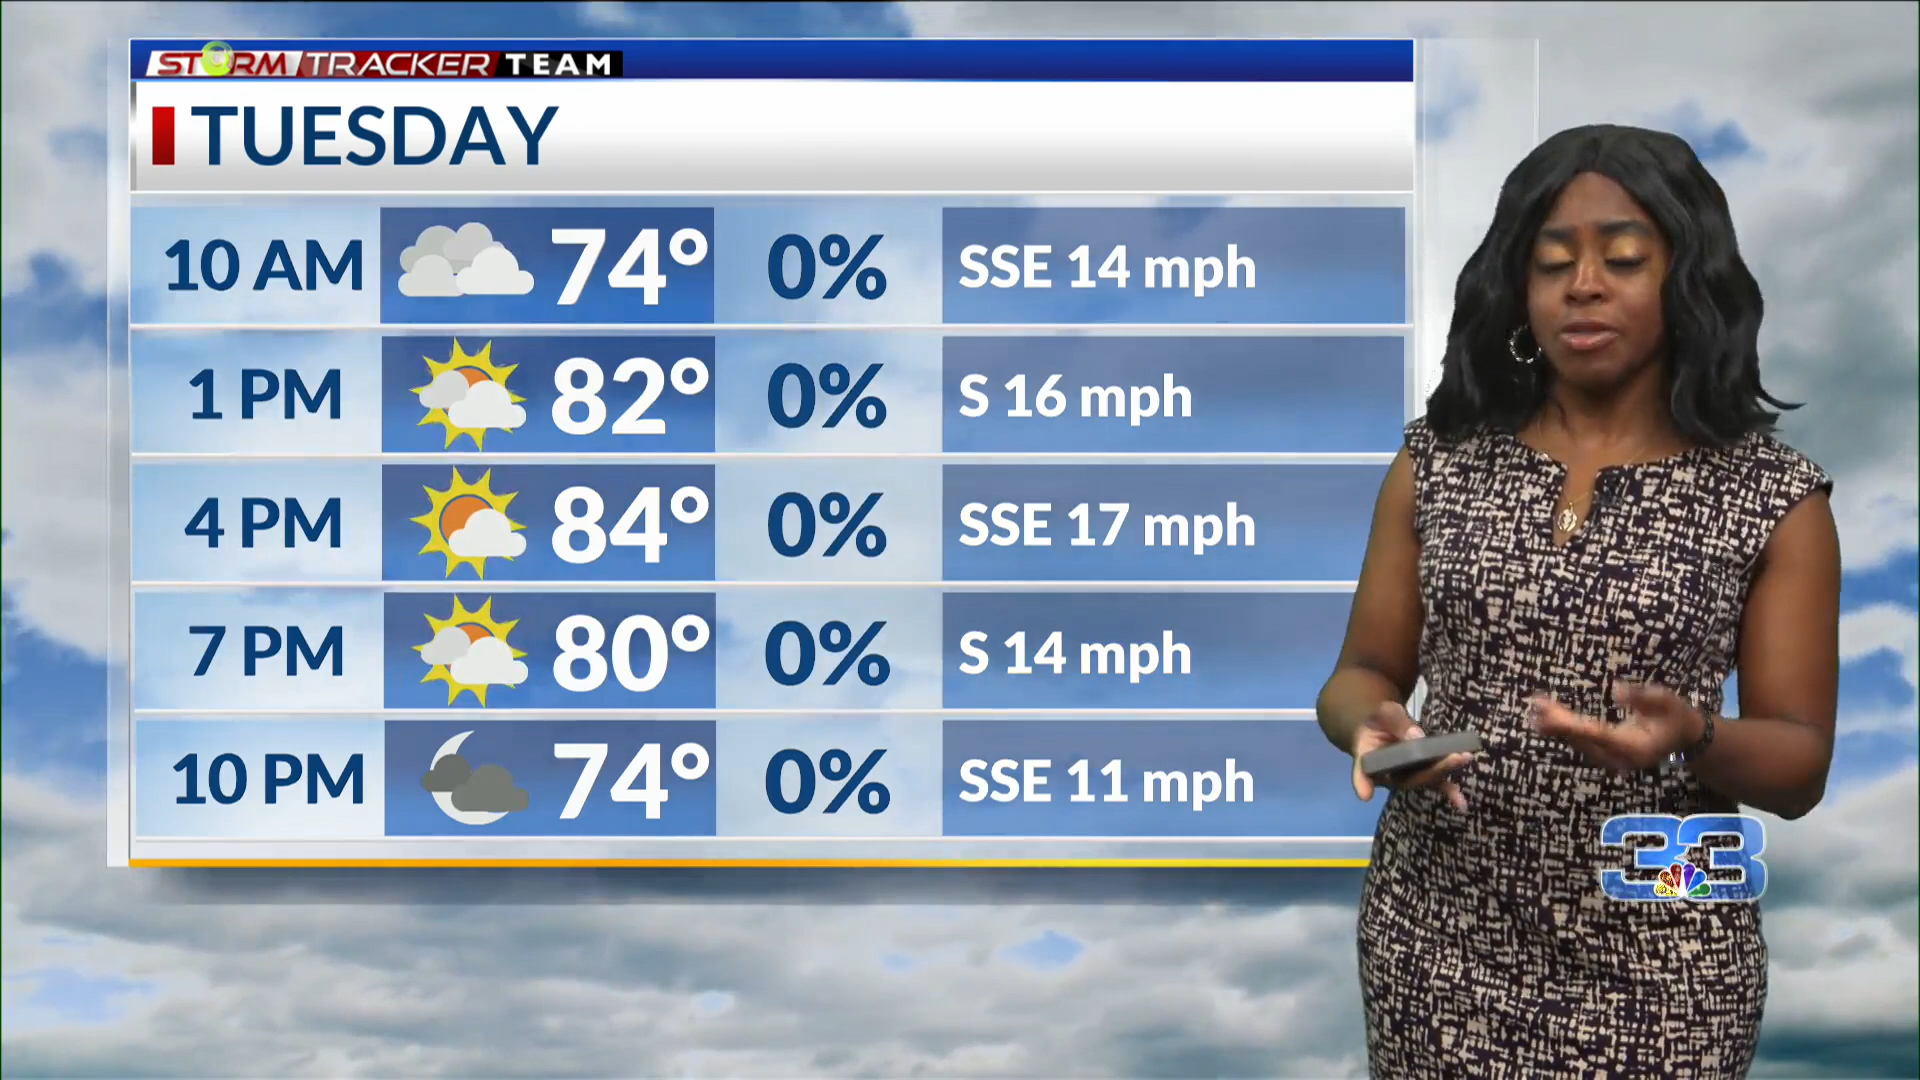 STORM TRACKER TEAM
TUESDAY
10 AM 74° 0% SSE 14 mph
1 PM 82° 0% S 16 mph
4 PM 84° 0% SSE 17 mph
7 PM 80° 0% S 14 mph
10 PM 74° 0% SSE 11 mph
33